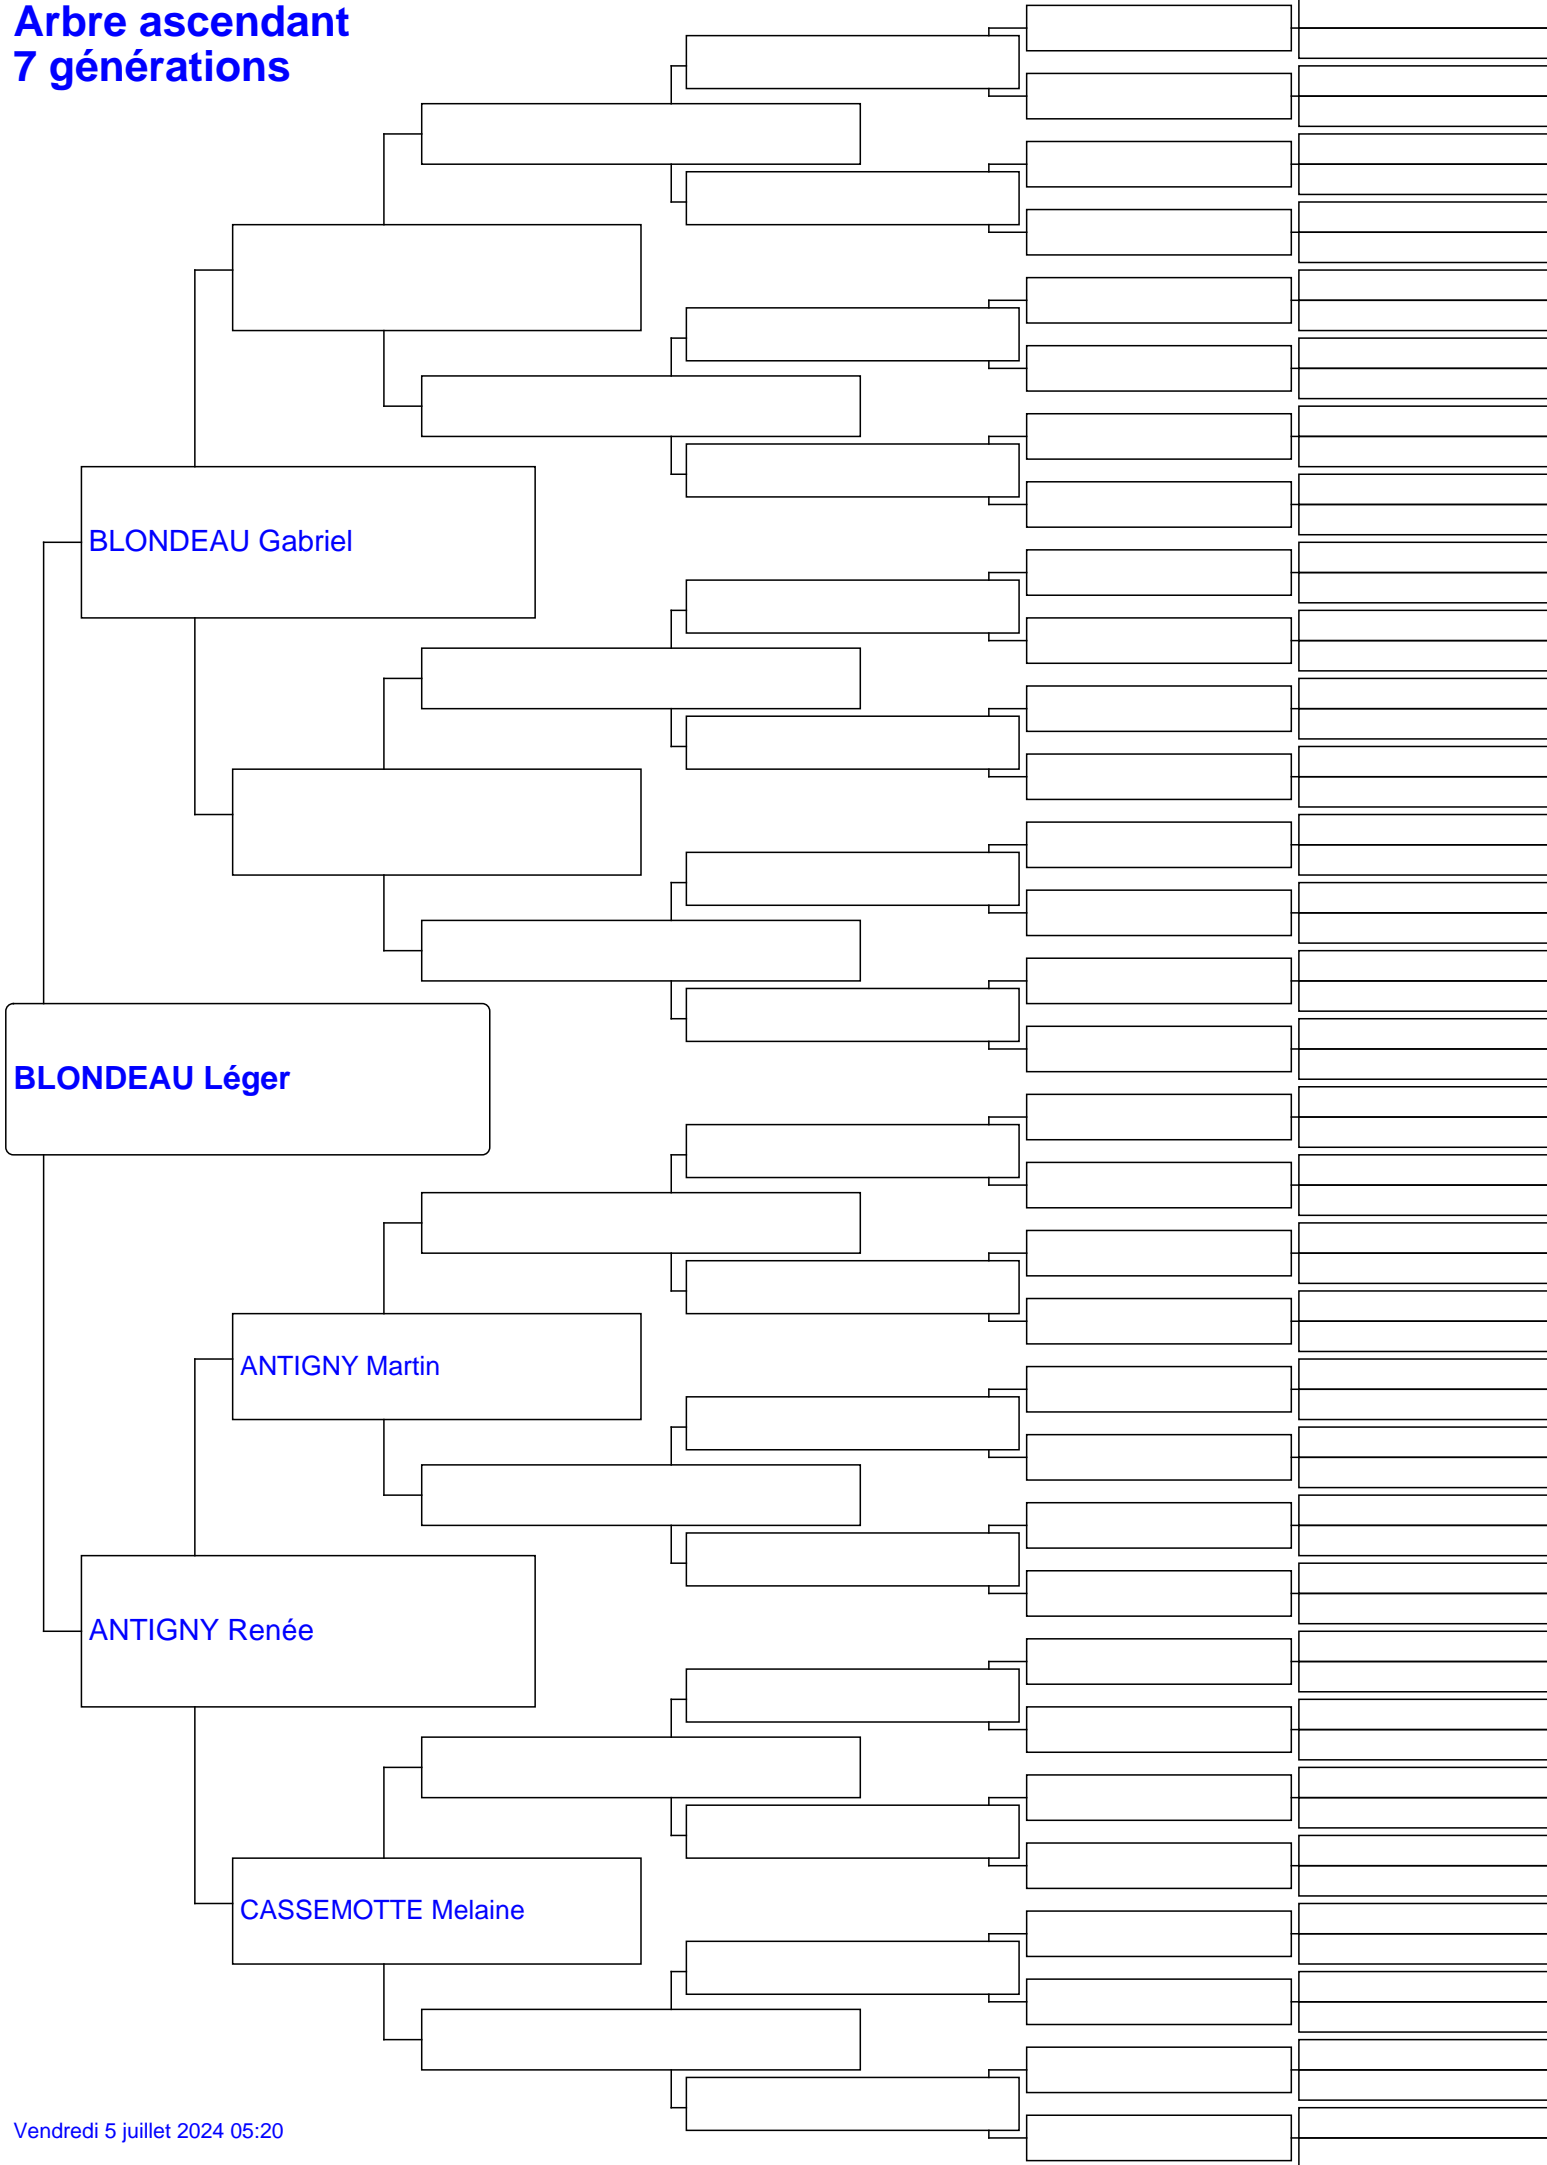 Arbre ascendant
7 générations
BLONDEAU Gabriel
BLONDEAU Léger
ANTIGNY Martin
ANTIGNY Renée
CASSEMOTTE Melaine
Vendredi 5 juillet 2024 05:20